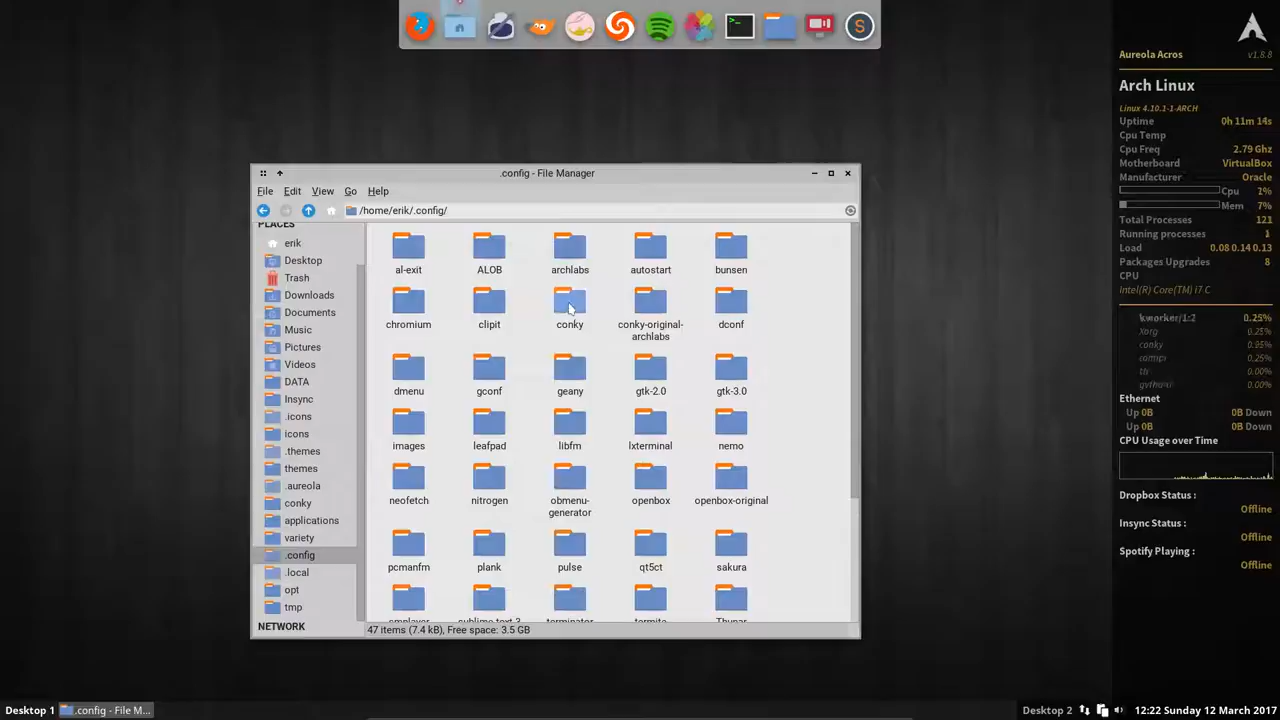 Aureola Acros v1.8.8
Arch Linux
Linux 4.10.1-1-ARCH
Uptime 0h 11m 14s
Cpu Temp
Cpu Freq 2.79 Ghz
Motherboard VirtualBox
Manufacturer Oracle
Cpu 2%
Mem 7%
Total Processes 121
Running processes 1
Load 0.08 0.14 0.13
Packages Upgrades 8
CPU
Intel(R) Core(TM) i7 C
kworker/1:2 0.25%
Xorg 0.25%
conky 0.95%
0.25%
0.00%
0.00%
Ethernet
Up 0B 0B Down
Up 0B 0B Down
CPU Usage over Time
Dropbox Status :
Offline
Insync Status :
Offline
Spotify Playing :
Offline
.config - File Manager
File Edit View Go Help
/home/erik/.config/
PLACES
erik
Desktop
Trash
Downloads
Documents
Music
Pictures
Videos
DATA
Insync
.icons
icons
.themes
themes
.aureola
conky
applications
variety
.config
.local
opt
tmp
NETWORK
al-exit ALOB archlabs autostart bunsen
chromium clipit conky conky-original-archlabs dconf
dmenu gconf geany gtk-2.0 gtk-3.0
images leafpad libfm lxterminal nemo
neofetch nitrogen obmenu-generator openbox openbox-original
pcmanfm plank pulse qt5ct sakura
smplayer sublime-text-3 terminator termite Thunar
47 items (7.4 kB), Free space: 3.5 GB
Desktop 1 .config - File M... Desktop 2 12:22 Sunday 12 March 2017